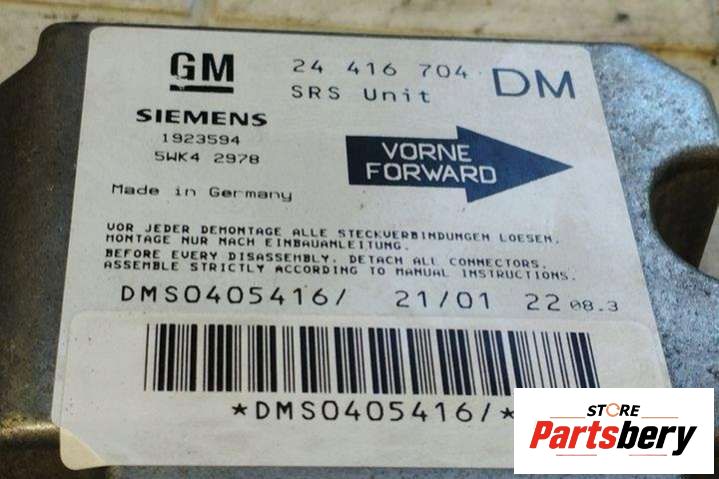 GM 24 416 704 DM
SRS Unit
SIEMENS
1923594
5WK4 2978
VORNE
FORWARD
Made in Germany
VOR JEDER DEMONTAGE ALLE STECKVERBINDUNGEN LOESEN.
MONTAGE NUR NACH EINBAUANLEITUNG.
BEFORE EVERY DISASSEMBLY, DETACH ALL CONNECTORS.
ASSEMBLE STRICTLY ACCORDING TO MANUAL INSTRUCTIONS.
DMS0405416/ 21/01 22 08.3
*DMS0405416/*
STORE
Partsbery